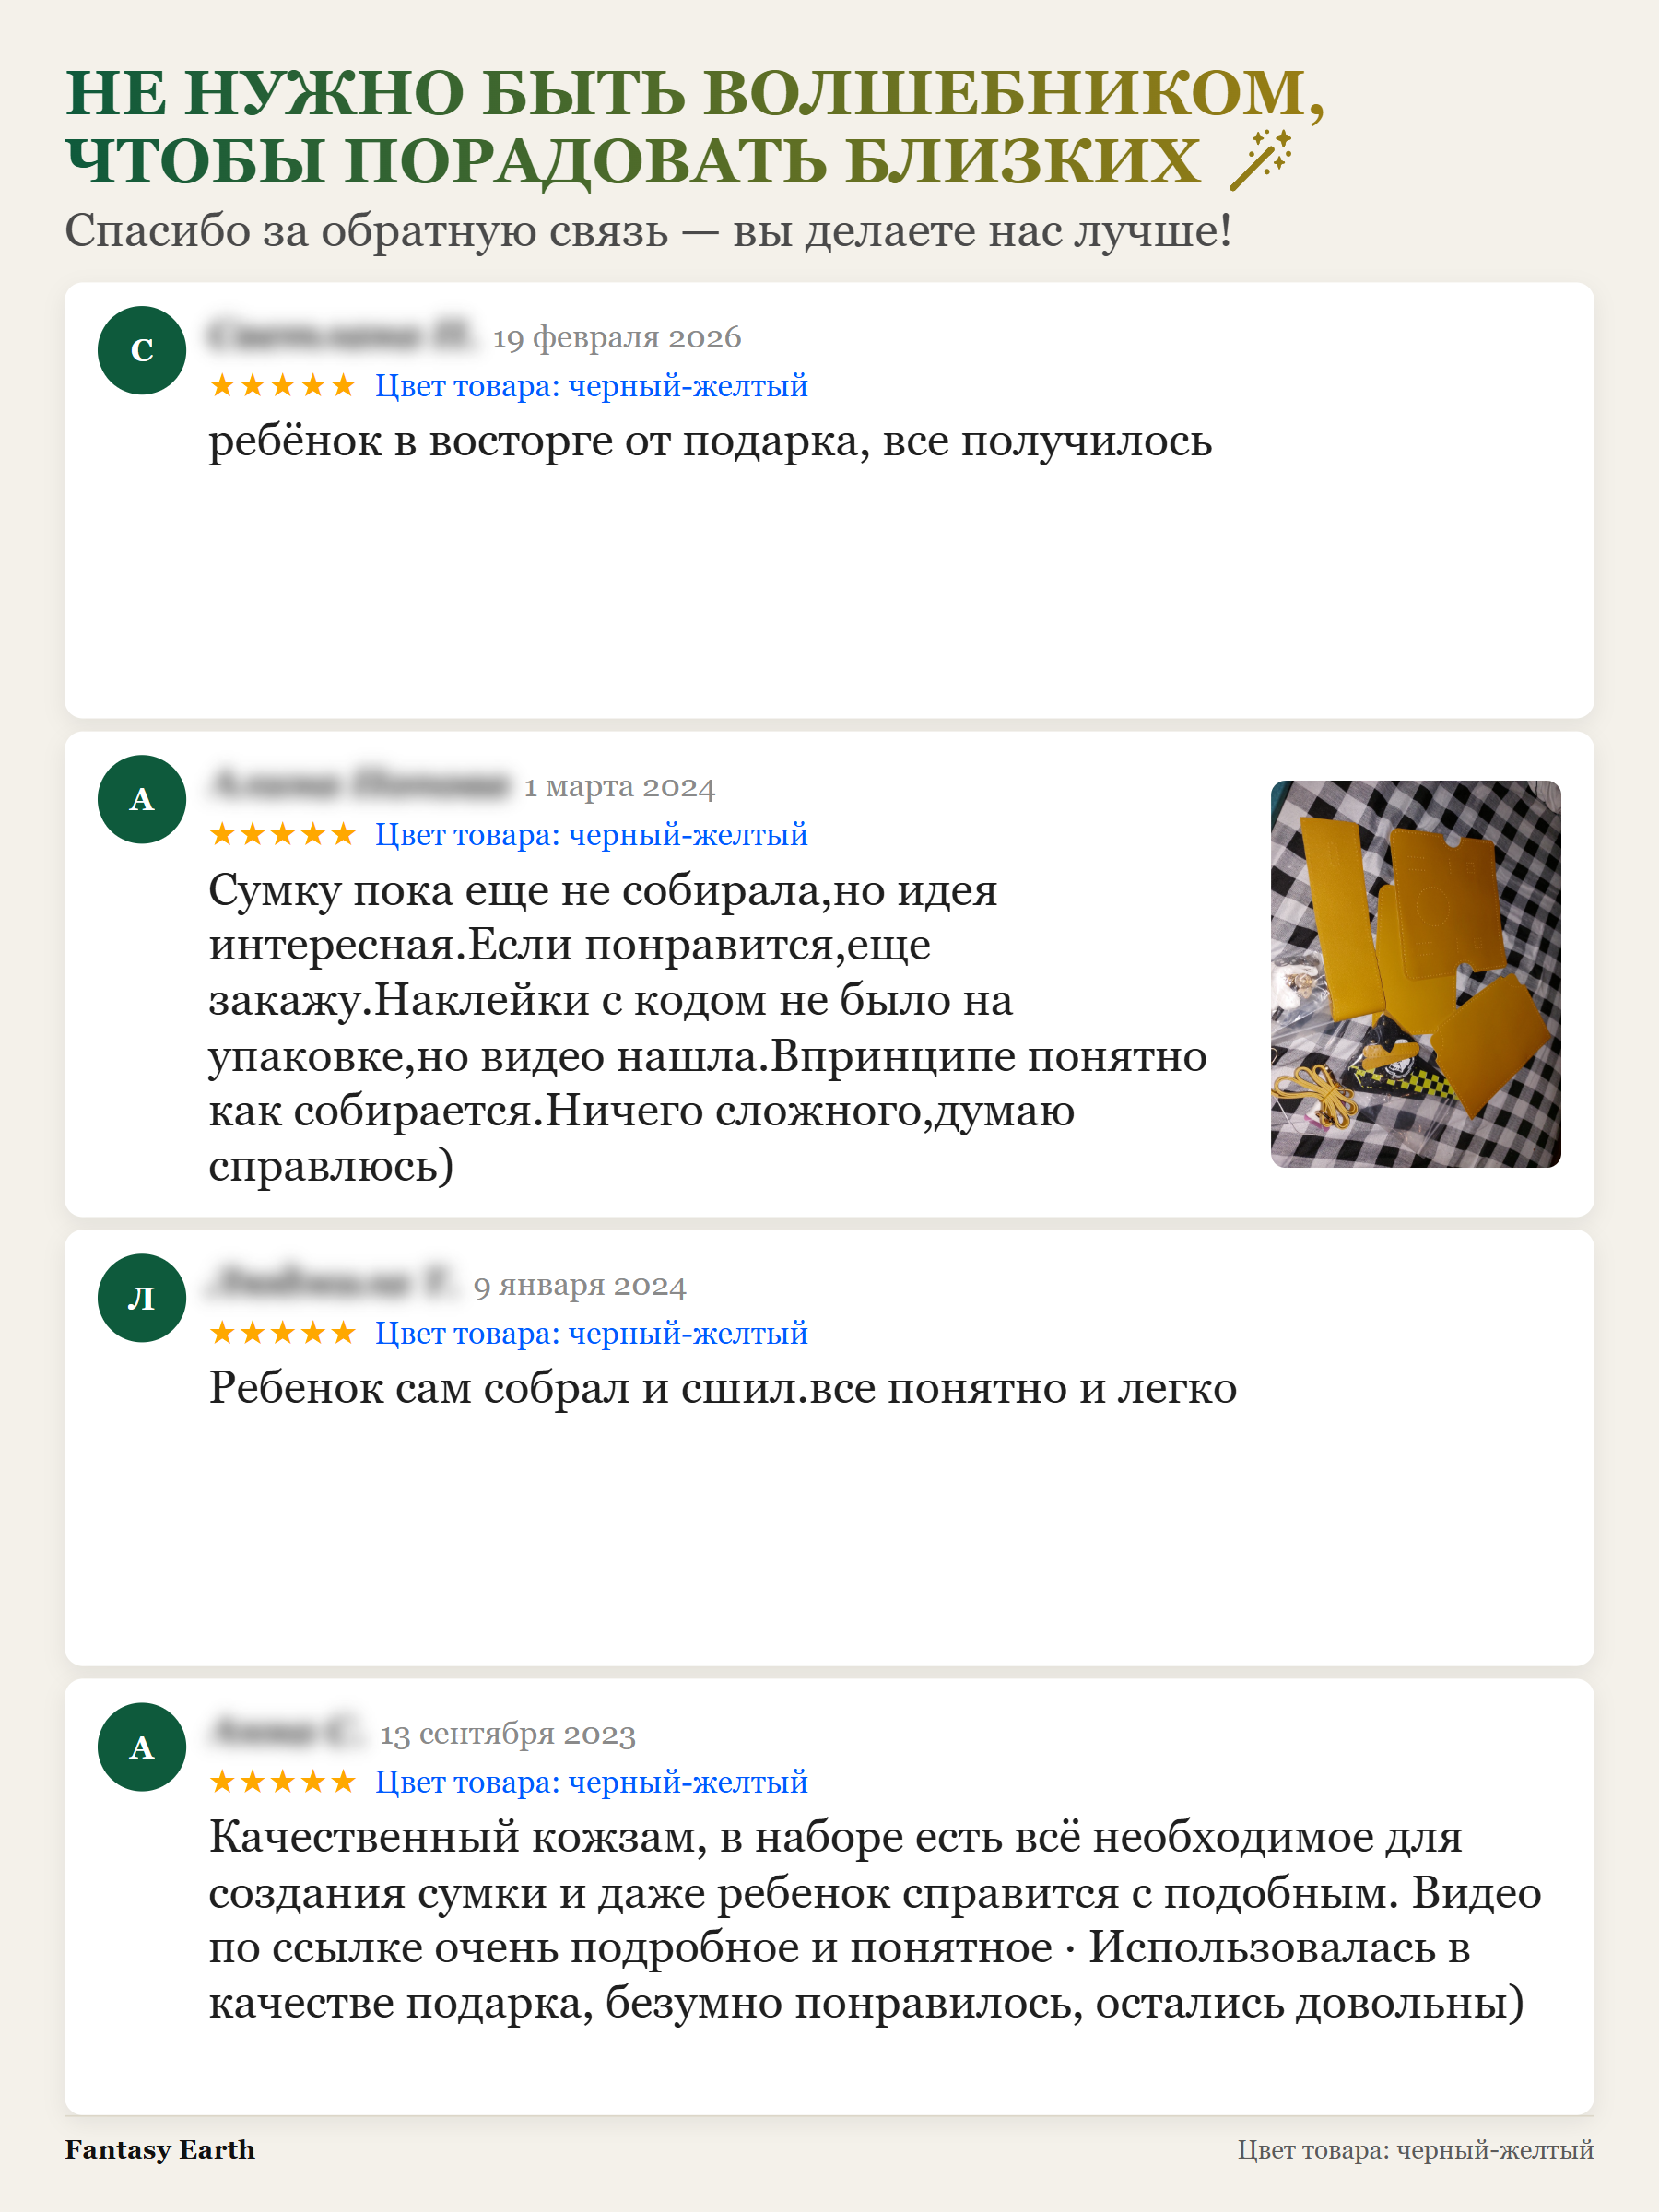 НЕ НУЖНО БЫТЬ ВОЛШЕБНИКОМ,
ЧТОБЫ ПОРАДОВАТЬ БЛИЗКИХ
Спасибо за обратную связь — вы делаете нас лучше!
С
19 февраля 2026
★★★★★ Цвет товара: черный-желтый
ребёнок в восторге от подарка, все получилось
А
1 марта 2024
★★★★★ Цвет товара: черный-желтый
Сумку пока еще не собирала,но идея
интересная.Если понравится,еще
закажу.Наклейки с кодом не было на
упаковке,но видео нашла.Впринципе понятно
как собирается.Ничего сложного,думаю
справлюсь)
Л
9 января 2024
★★★★★ Цвет товара: черный-желтый
Ребенок сам собрал и сшил.все понятно и легко
А
13 сентября 2023
★★★★★ Цвет товара: черный-желтый
Качественный кожзам, в наборе есть всё необходимое для
создания сумки и даже ребенок справится с подобным. Видео
по ссылке очень подробное и понятное · Использовалась в
качестве подарка, безумно понравилось, остались довольны)
Fantasy Earth
Цвет товара: черный-желтый